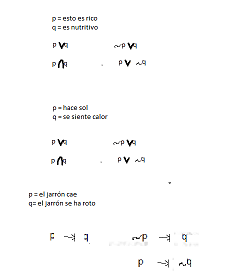 p = esto es rico
q = es nutritivo
p ∨ q ~p ∨ q
p ∧ q p ∨ ~q
p = hace sol
q = se siente calor
p ∨ q ~p ∨ q
p ∧ q p ∨ ~q
p = el jarrón cae
q= el jarrón se ha roto
p → q ~p → q
p → ~q